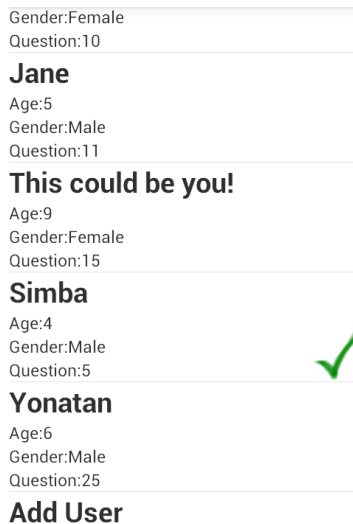 Gender:Female
Question:10
Jane
Age:5
Gender:Male
Question:11
This could be you!
Age:9
Gender:Female
Question:15
Simba
Age:4
Gender:Male
Question:5
Yonatan
Age:6
Gender:Male
Question:25
Add User